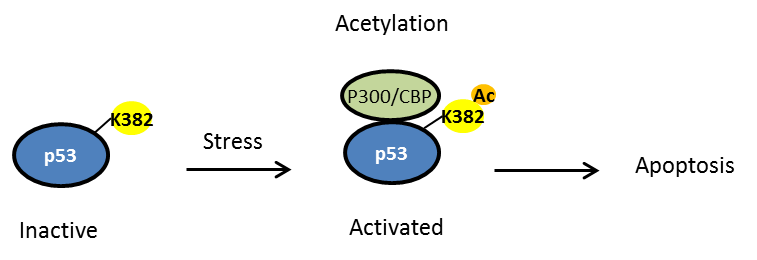 Acetylation
P300/CBP
Ac
K382
K382
p53
Stress
p53
Apoptosis
Inactive
Activated